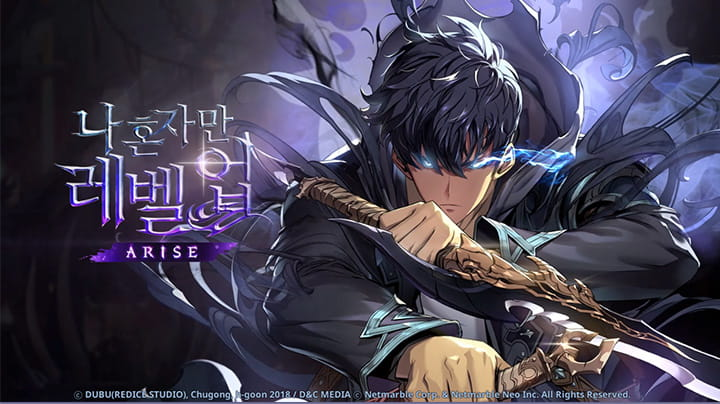 나 혼자만
레벨업
ARISE
ⓒ DUBU(REDICE STUDIO), Chugong, h-goon 2018 / D&C MEDIA ⓒ Netmarble Corp. & Netmarble Neo Inc. All Rights Reserved.